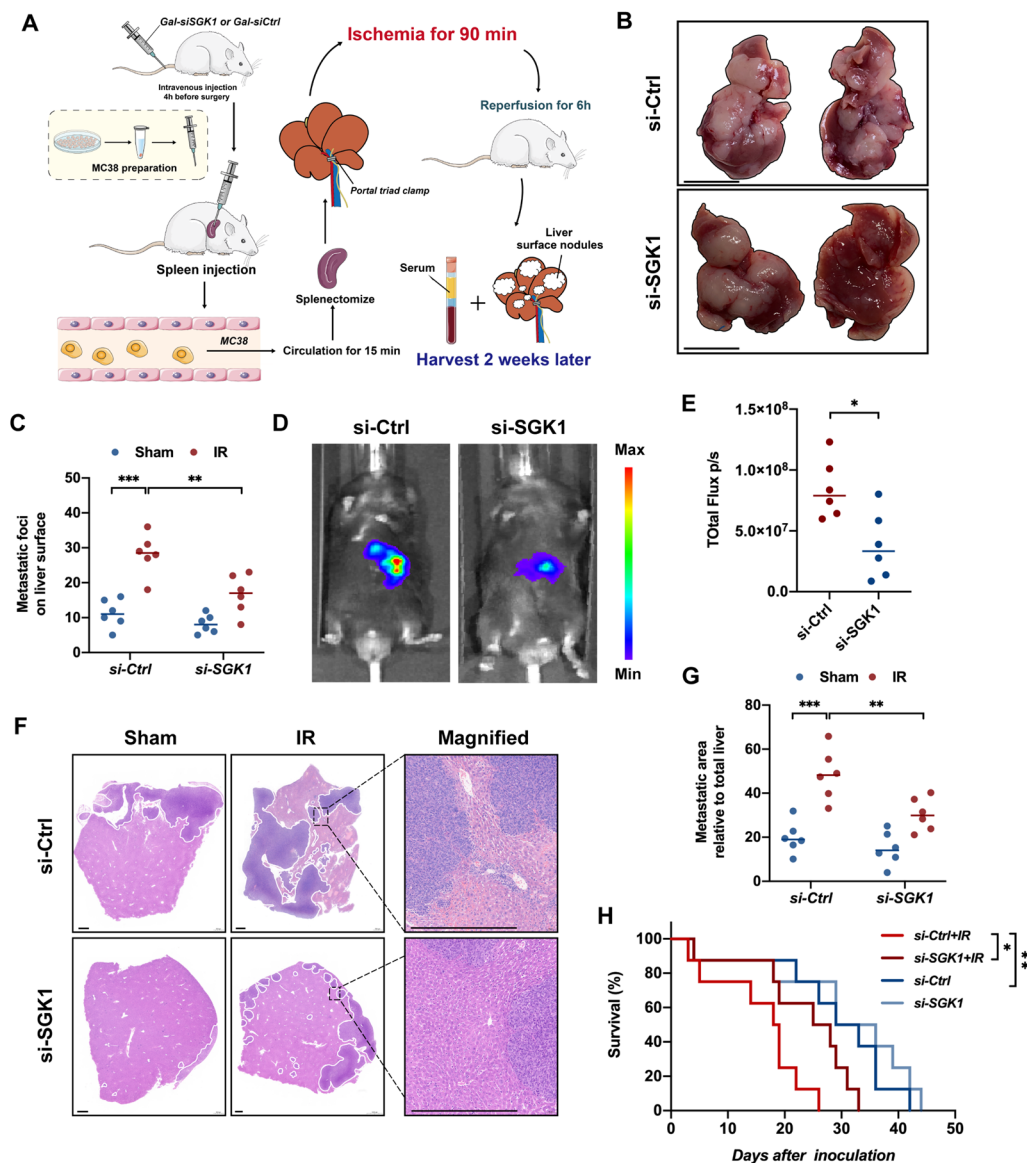 A
Gal-siSGK1 or Gal-siCtrl
Intravenous injection
4h before surgery
MC38 preparation
Spleen injection
MC38
Circulation for 15 min
Splenectomize
Portal triad clamp
Ischemia for 90 min
Reperfusion for 6h
Liver
surface nodules
Serum
+
Harvest 2 weeks later
B
si-Ctrl
si-SGK1
C
Sham
IR
Metastatic foci
on liver surface
50
40
30
20
10
0
***
**
si-Ctrl
si-SGK1
D
si-Ctrl
si-SGK1
Max
Min
E
TOtal Flux p/s
1.5×10⁸
1.0×10⁸
5.0×10⁷
0.0
*
si-Ctrl
si-SGK1
F
Sham
IR
Magnified
si-Ctrl
si-SGK1
G
Sham
IR
Metastatic area
relative to total liver
80
60
40
20
0
***
**
si-Ctrl
si-SGK1
H
Survival (%)
100
80
60
40
20
0
0 10 20 30 40 50
Days after inoculation
si-Ctrl+IR
si-SGK1+IR
si-Ctrl
si-SGK1
*
**